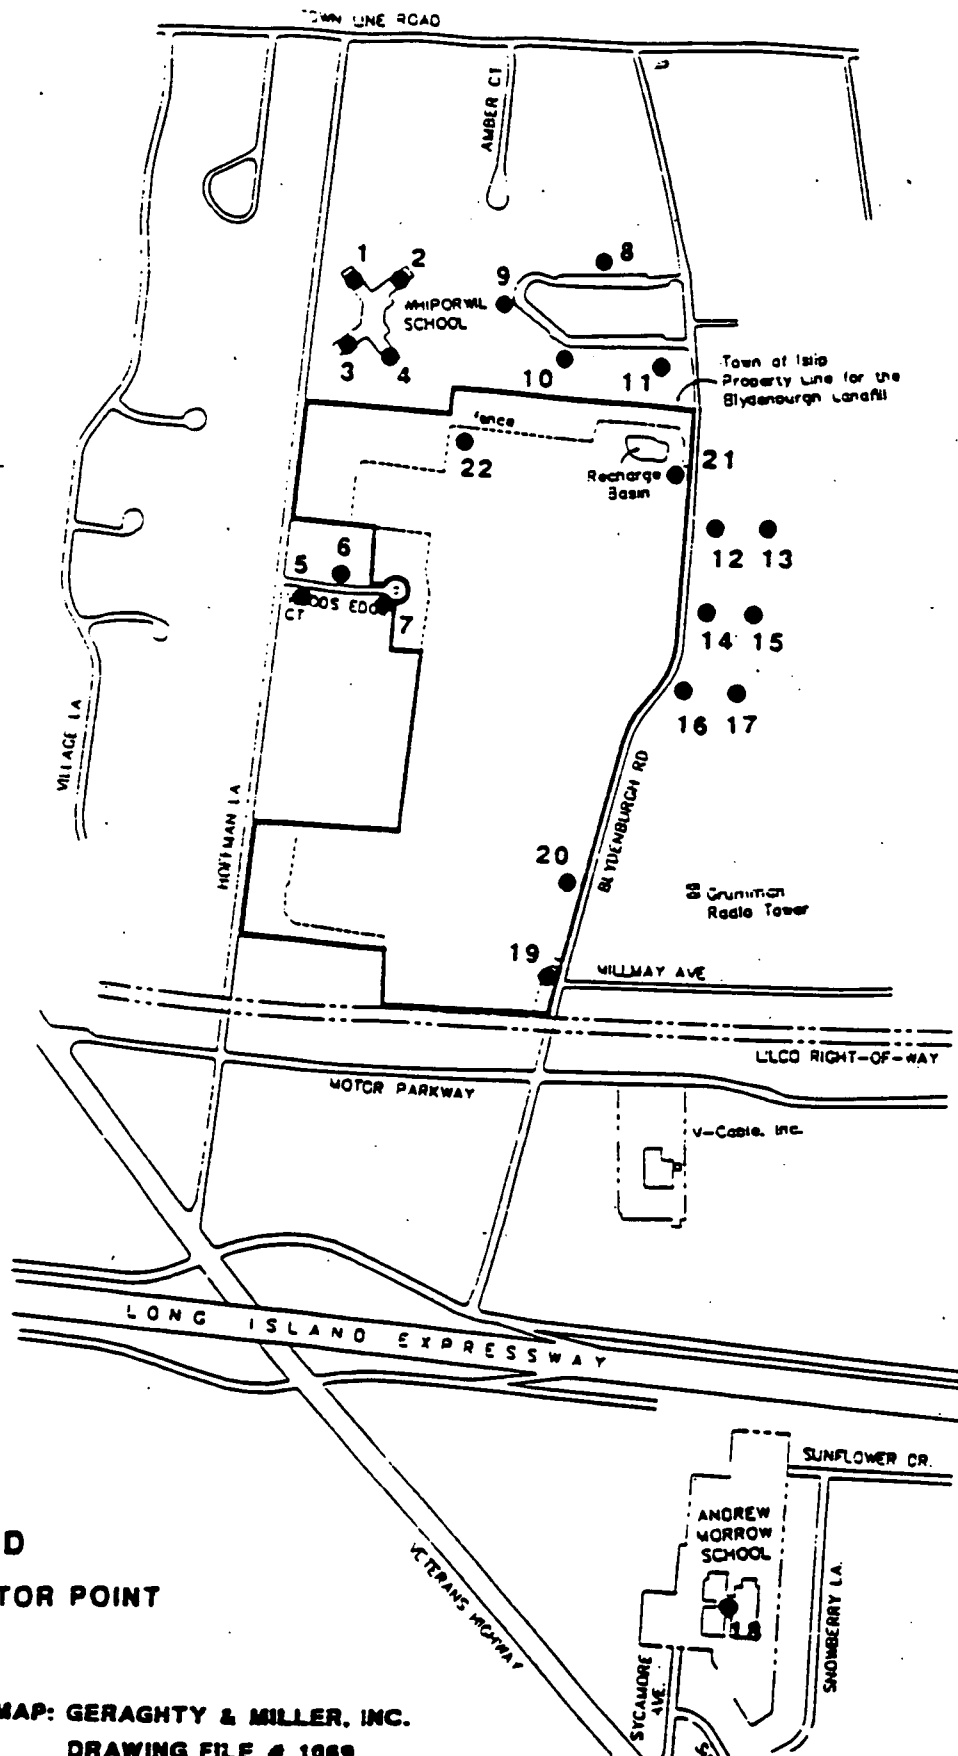 TOWN LINE ROAD
AMBER CT
1
2
8
9
WHIPORWIL
SCHOOL
3
4
10
11
Town of Islip
Property Line for the
Blydenburgh Landfill
fence
22
21
Recharge
Basin
12
13
6
5
CT
7
14
15
16
17
VILLAGE LA
HOFFMAN LA
BLYDENBURGH RD
20
Grumman
Radio Tower
19
MILLMAY AVE
LILCO RIGHT-OF-WAY
MOTOR PARKWAY
V-Cable, Inc.
LONG ISLAND EXPRESSWAY
SUNFLOWER DR.
ANDREW
MORROW
SCHOOL
18
SNOWBERRY LA.
SYCAMORE
AVE.
VETERANS HIGHWAY
D
TOR POINT
MAP: GERAGHTY & MILLER, INC.
DRAWING FILE # 1069